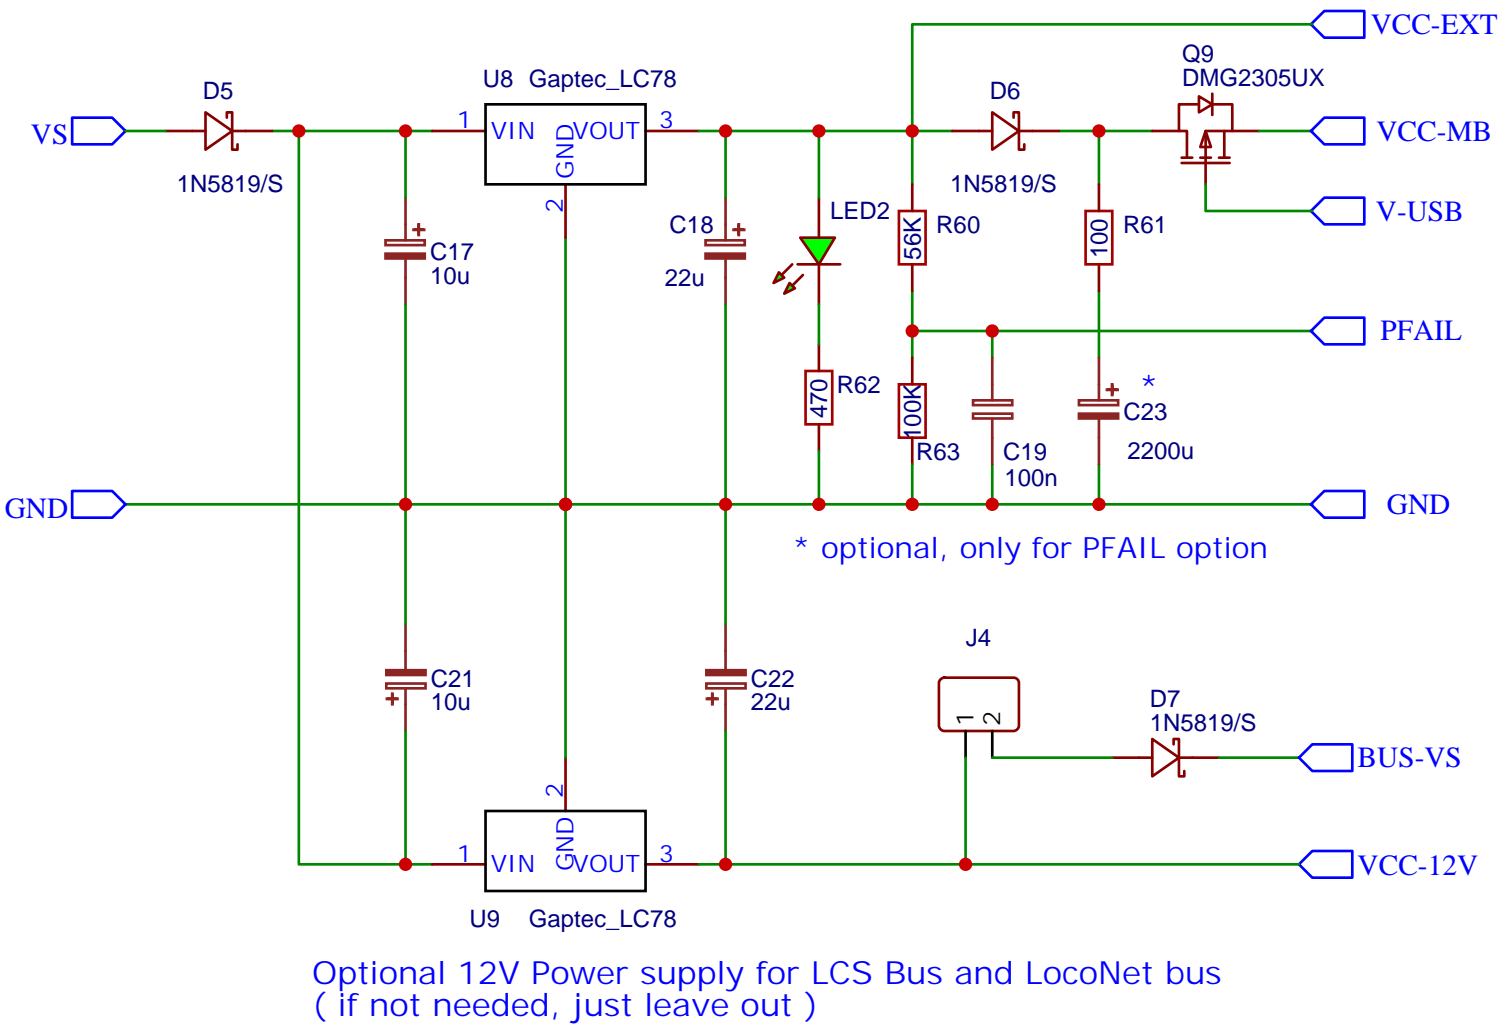 VCC-EXT
Q9
DMG2305UX
U8 Gaptec_LC78
D5
D6
VS
1 VIN GND VOUT 3
2
VCC-MB
1N5819/S
1N5819/S
V-USB
C17
10u
+
C18
22u
+
LED2
56K R60
100 R61
PFAIL
470 R62
100K
R63
C19
100n
*
+
C23
2200u
GND
GND
* optional, only for PFAIL option
J4
1 2
C21
10u
+
C22
22u
+
D7
1N5819/S
BUS-VS
2
1 VIN GND VOUT 3
VCC-12V
U9 Gaptec_LC78
Optional 12V Power supply for LCS Bus and LocoNet bus
( if not needed, just leave out )